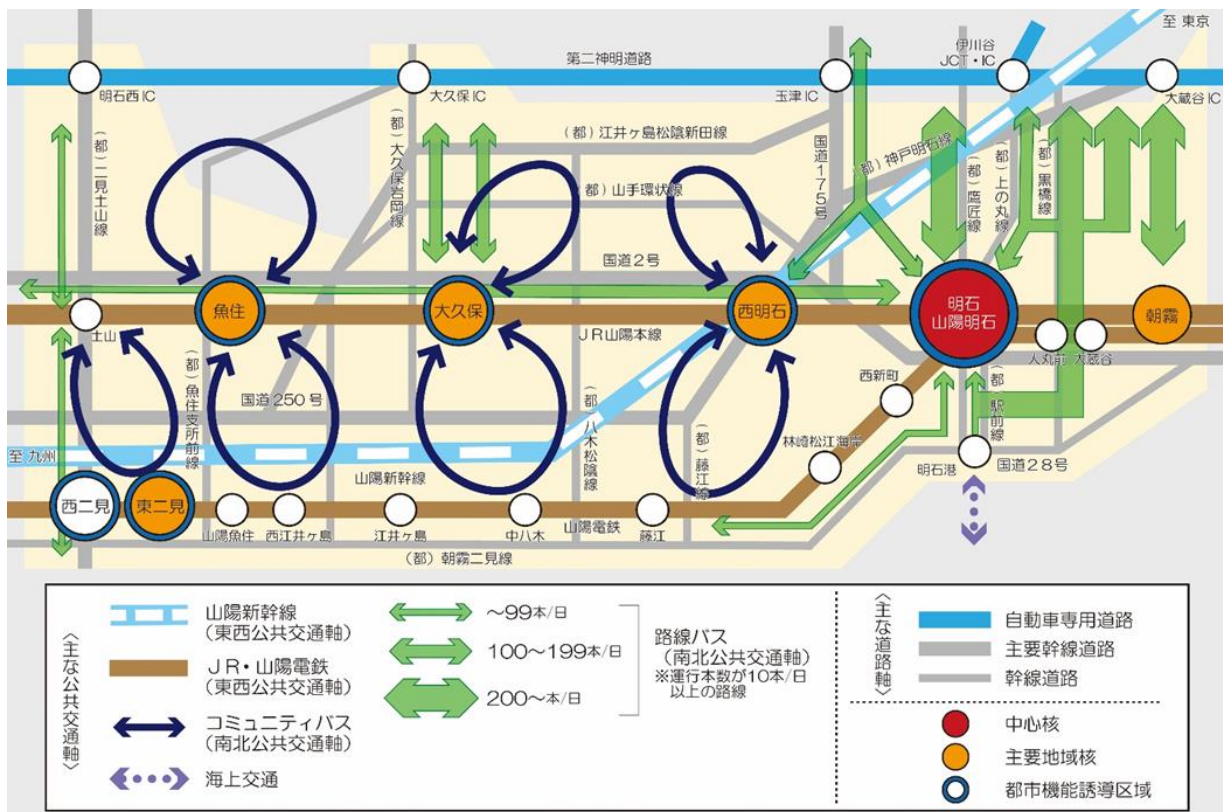 至 東京
伊川谷
JCT・IC
第二神明道路
明石西IC
大久保IC
玉津IC
大蔵谷IC
(都)二見土山線
(都)大久保岩岡線
(都)江井ヶ島松陰新田線
(都)山手環状線
国道175号
(都)神戸明石線
(都)鷹匠線
(都)上の丸線
(都)黒橋線
国道2号
魚住
大久保
西明石
明石
山陽明石
朝霧
土山
JR山陽本線
人丸前
大蔵谷
(都)魚住支所前線
国道250号
西新町
(都)八木松陰線
(都)藤江線
林崎松江海岸
(都)駅前線
明石港
国道28号
至 九州
山陽新幹線
西二見
東二見
山陽魚住
西江井ヶ島
江井ヶ島
中八木
山陽電鉄
藤江
(都)朝霧二見線
〈主な公共交通軸〉
山陽新幹線
(東西公共交通軸)
JR・山陽電鉄
(東西公共交通軸)
コミュニティバス
(南北公共交通軸)
海上交通
～99本/日
100～199本/日
200～本/日
路線バス
(南北公共交通軸)
※運行本数が10本/日
以上の路線
〈主な道路軸〉
自動車専用道路
主要幹線道路
幹線道路
中心核
主要地域核
都市機能誘導区域